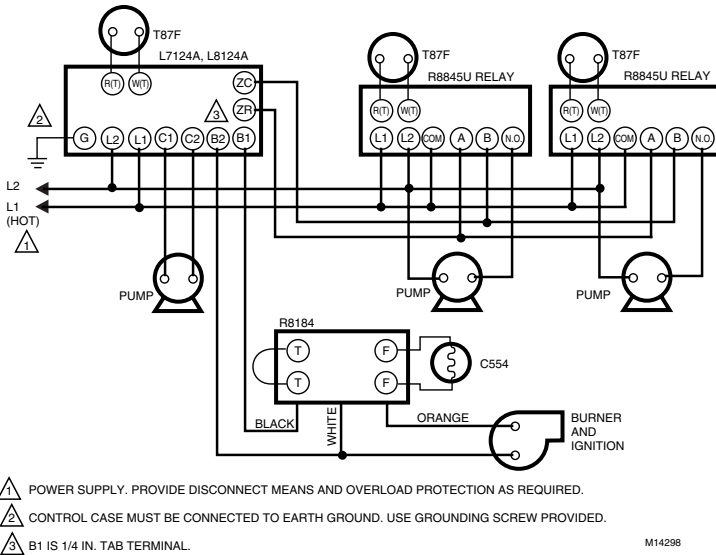 T87F
L7124A, L8124A
R(T) W(T)
ZC
ZR
2
3
G L2 L1 C1 C2 B2 B1
T87F
R8845U RELAY
R(T) W(T)
L1 L2 COM A B N.O.
T87F
R8845U RELAY
R(T) W(T)
L1 L2 COM A B N.O.
L2
L1
(HOT)
1
PUMP
PUMP
PUMP
R8184
T
T
F
F
C554
BLACK
WHITE
ORANGE
BURNER
AND
IGNITION
1 POWER SUPPLY. PROVIDE DISCONNECT MEANS AND OVERLOAD PROTECTION AS REQUIRED.
2 CONTROL CASE MUST BE CONNECTED TO EARTH GROUND. USE GROUNDING SCREW PROVIDED.
3 B1 IS 1/4 IN. TAB TERMINAL.
M14298